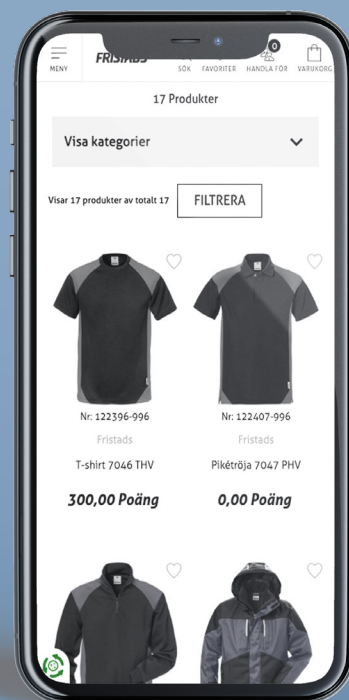 MENY
FRISTADS
SÖK
FAVORITER
0
HANDLA FÖR
VARUKORG
17 Produkter
Visa kategorier
Visar 17 produkter av totalt 17
FILTRERA
Nr: 122396-996
Nr: 122407-996
Fristads
Fristads
T-shirt 7046 THV
Pikétröja 7047 PHV
300,00 Poäng
0,00 Poäng